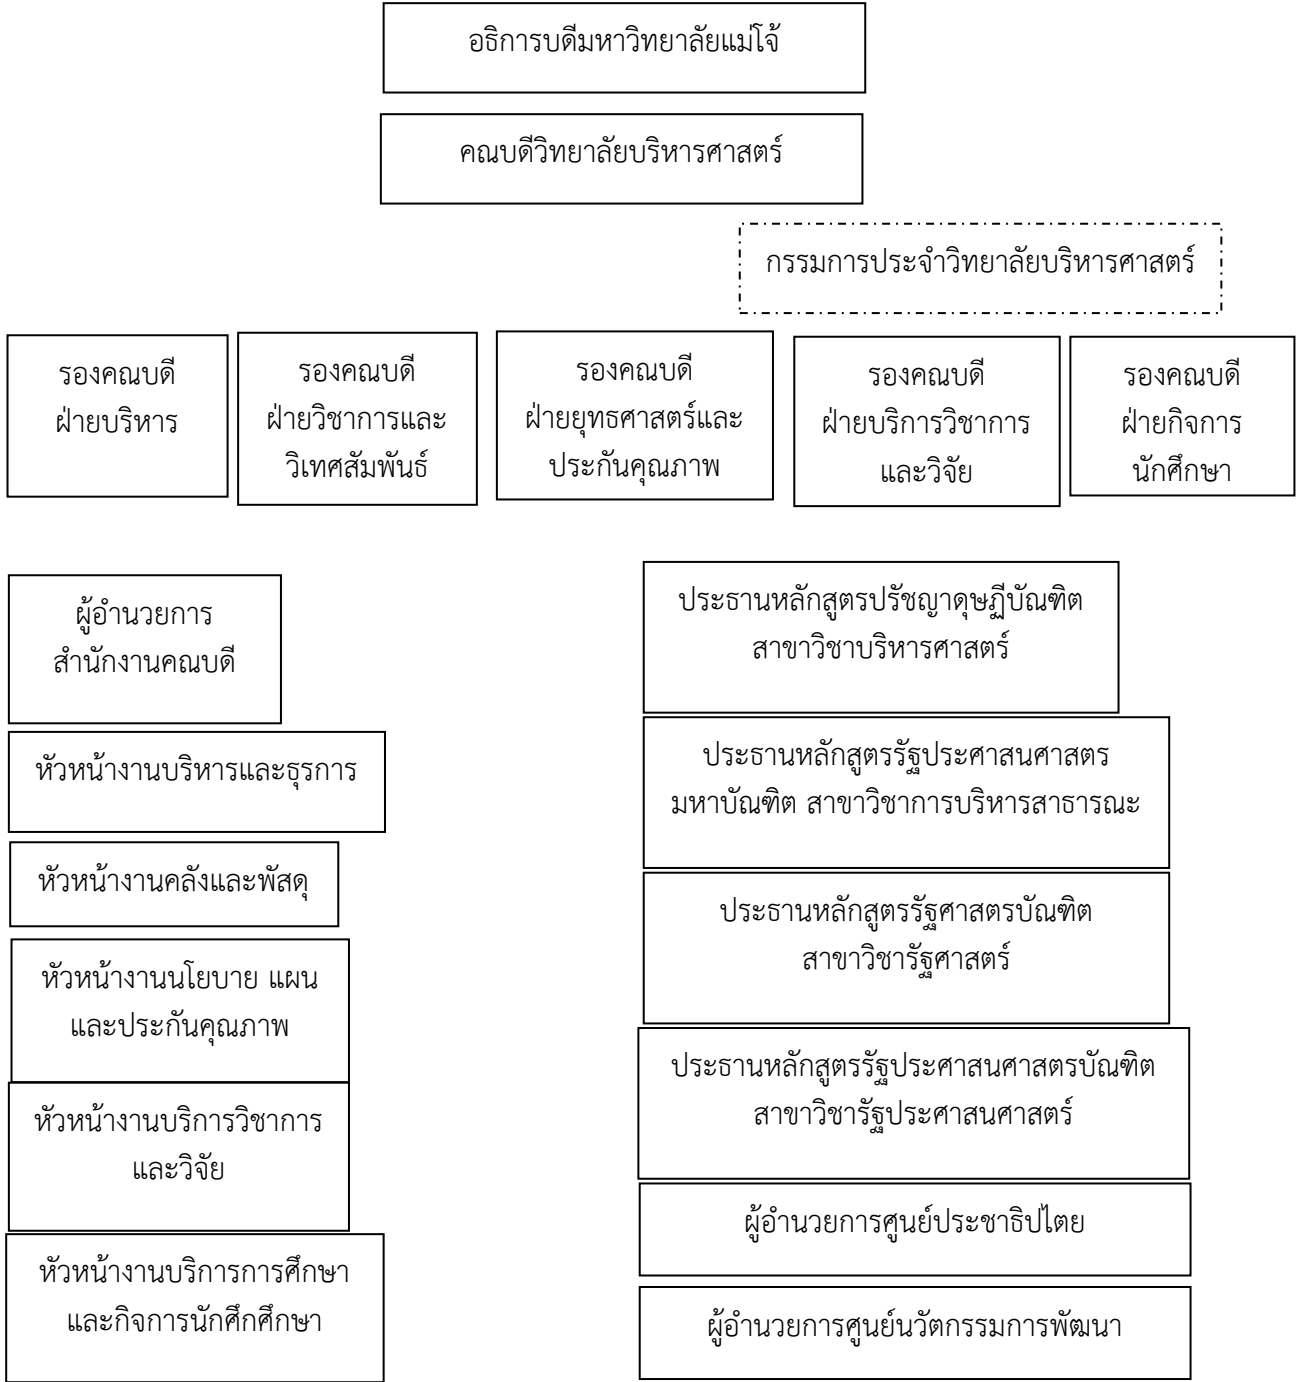 อธิการบดีมหาวิทยาลัยแม่โจ้
คณบดีวิทยาลัยบริหารศาสตร์
กรรมการประจำวิทยาลัยบริหารศาสตร์
รองคณบดี
ฝ่ายบริหาร
รองคณบดี
ฝ่ายวิชาการและ
วิเทศสัมพันธ์
รองคณบดี
ฝ่ายยุทธศาสตร์และ
ประกันคุณภาพ
รองคณบดี
ฝ่ายบริการวิชาการ
และวิจัย
รองคณบดี
ฝ่ายกิจการ
นักศึกษา
ผู้อำนวยการ
สำนักงานคณบดี
หัวหน้างานบริหารและธุรการ
หัวหน้างานคลังและพัสดุ
หัวหน้างานนโยบาย แผน
และประกันคุณภาพ
หัวหน้างานบริการวิชาการ
และวิจัย
หัวหน้างานบริการการศึกษา
และกิจการนักศึกศึกษา
ประธานหลักสูตรปรัชญาดุษฏีบัณฑิต
สาขาวิชาบริหารศาสตร์
ประธานหลักสูตรรัฐประศาสนศาสตร
มหาบัณฑิต สาขาวิชาการบริหารสาธารณะ
ประธานหลักสูตรรัฐศาสตรบัณฑิต
สาขาวิชารัฐศาสตร์
ประธานหลักสูตรรัฐประศาสนศาสตรบัณฑิต
สาขาวิชารัฐประศาสนศาสตร์
ผู้อำนวยการศูนย์ประชาธิปไตย
ผู้อำนวยการศูนย์นวัตกรรมการพัฒนา